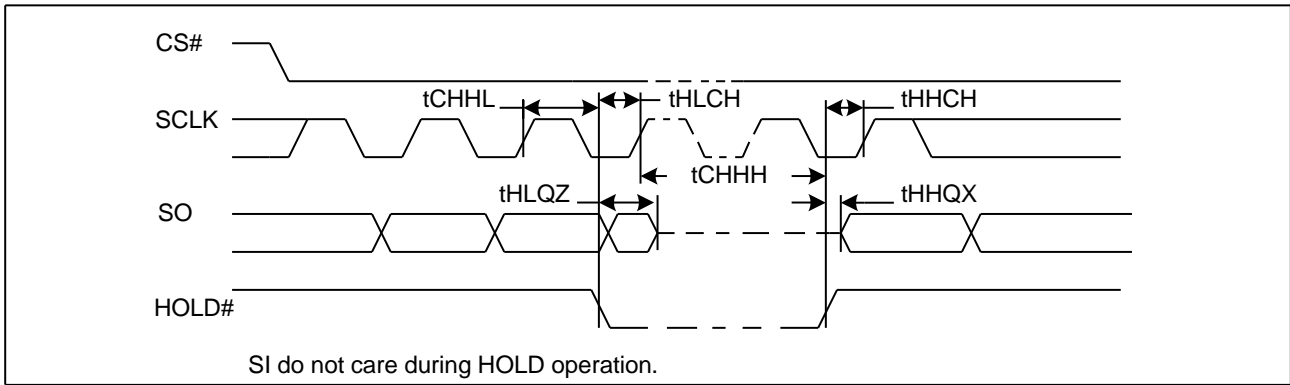 CS#
tCHHL
tHLCH
tHHCH
SCLK
tCHHH
tHLQZ
tHHQX
SO
HOLD#
SI do not care during HOLD operation.